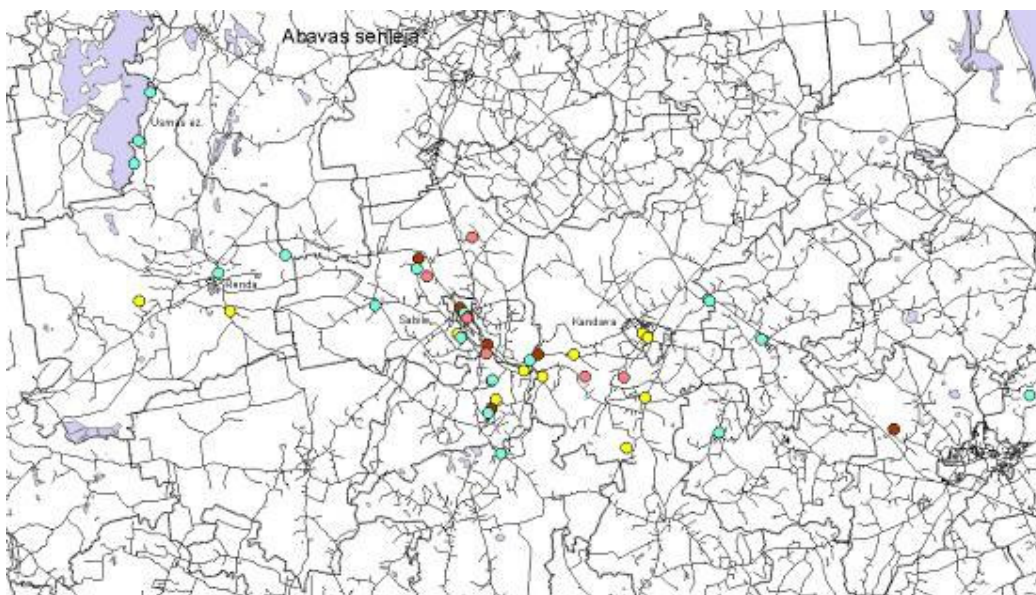 Abavas senleja
Usmas ez.
Renda
Sabile
Kandava